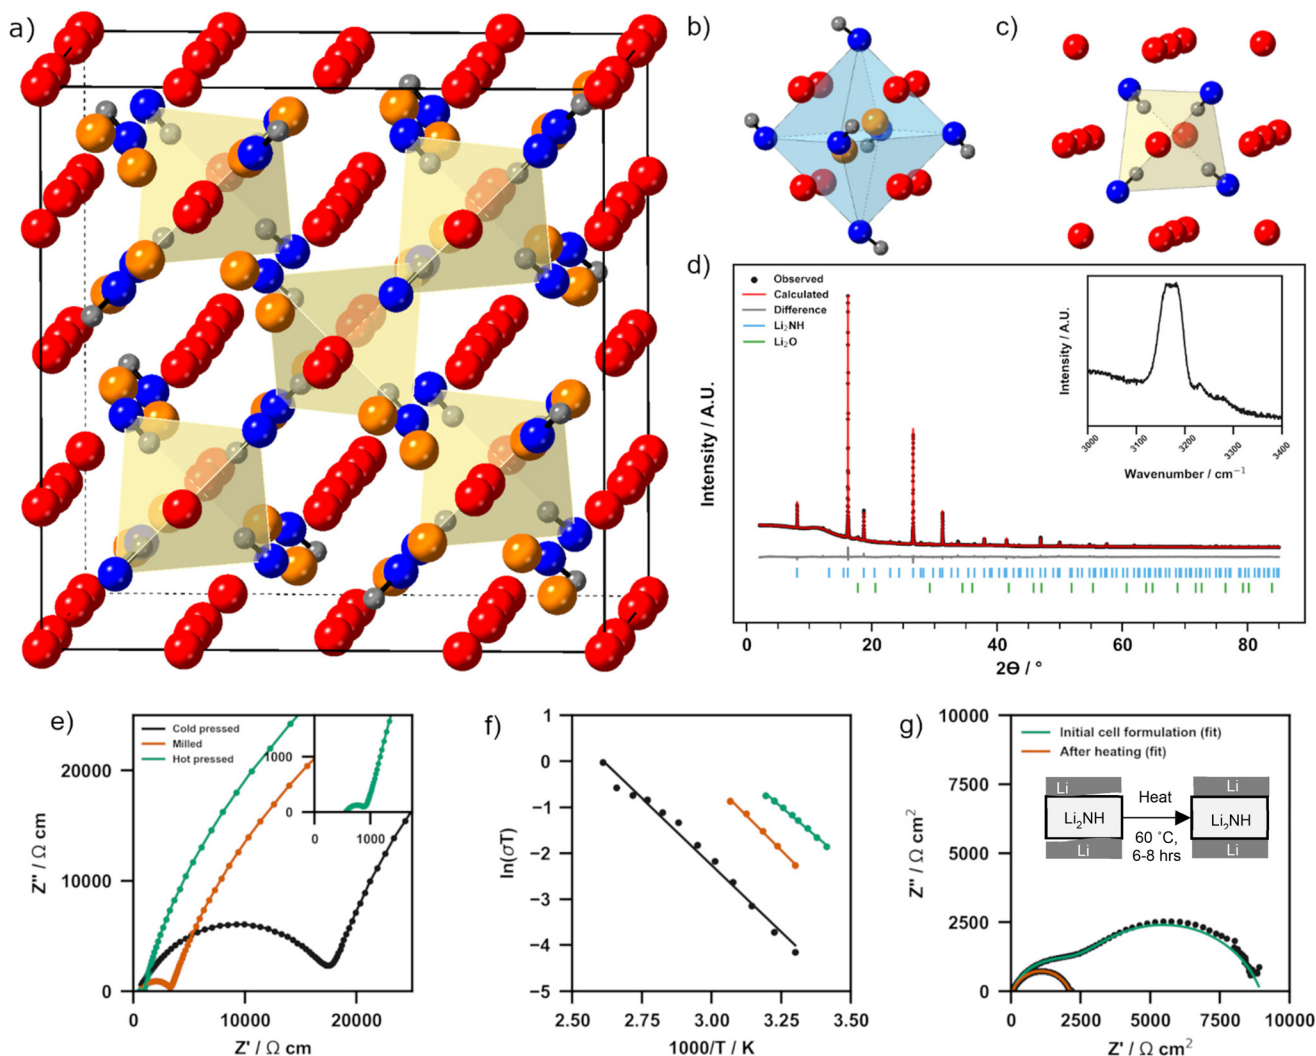 a)
b)
c)
d)
Observed
Calculated
Difference
Li₂NH
Li₂O
Intensity / A.U.
2Θ / °
0
20
40
60
80
Intensity / A.U.
Wavenumber / cm⁻¹
3000
3100
3200
3300
3400
e)
Cold pressed
Milled
Hot pressed
Z'' / Ω cm
20000
10000
0
0
10000
20000
Z' / Ω cm
1000
0
0
1000
f)
ln(σT)
1
0
−1
−2
−3
−4
−5
2.50
2.75
3.00
3.25
3.50
1000/T / K
g)
Initial cell formulation (fit)
After heating (fit)
Li
Li₂NH
Li
Heat
60 ˚C,
6-8 hrs
Li
Li₂NH
Li
Z'' / Ω cm²
10000
7500
5000
2500
0
0
2500
5000
7500
10000
Z' / Ω cm²